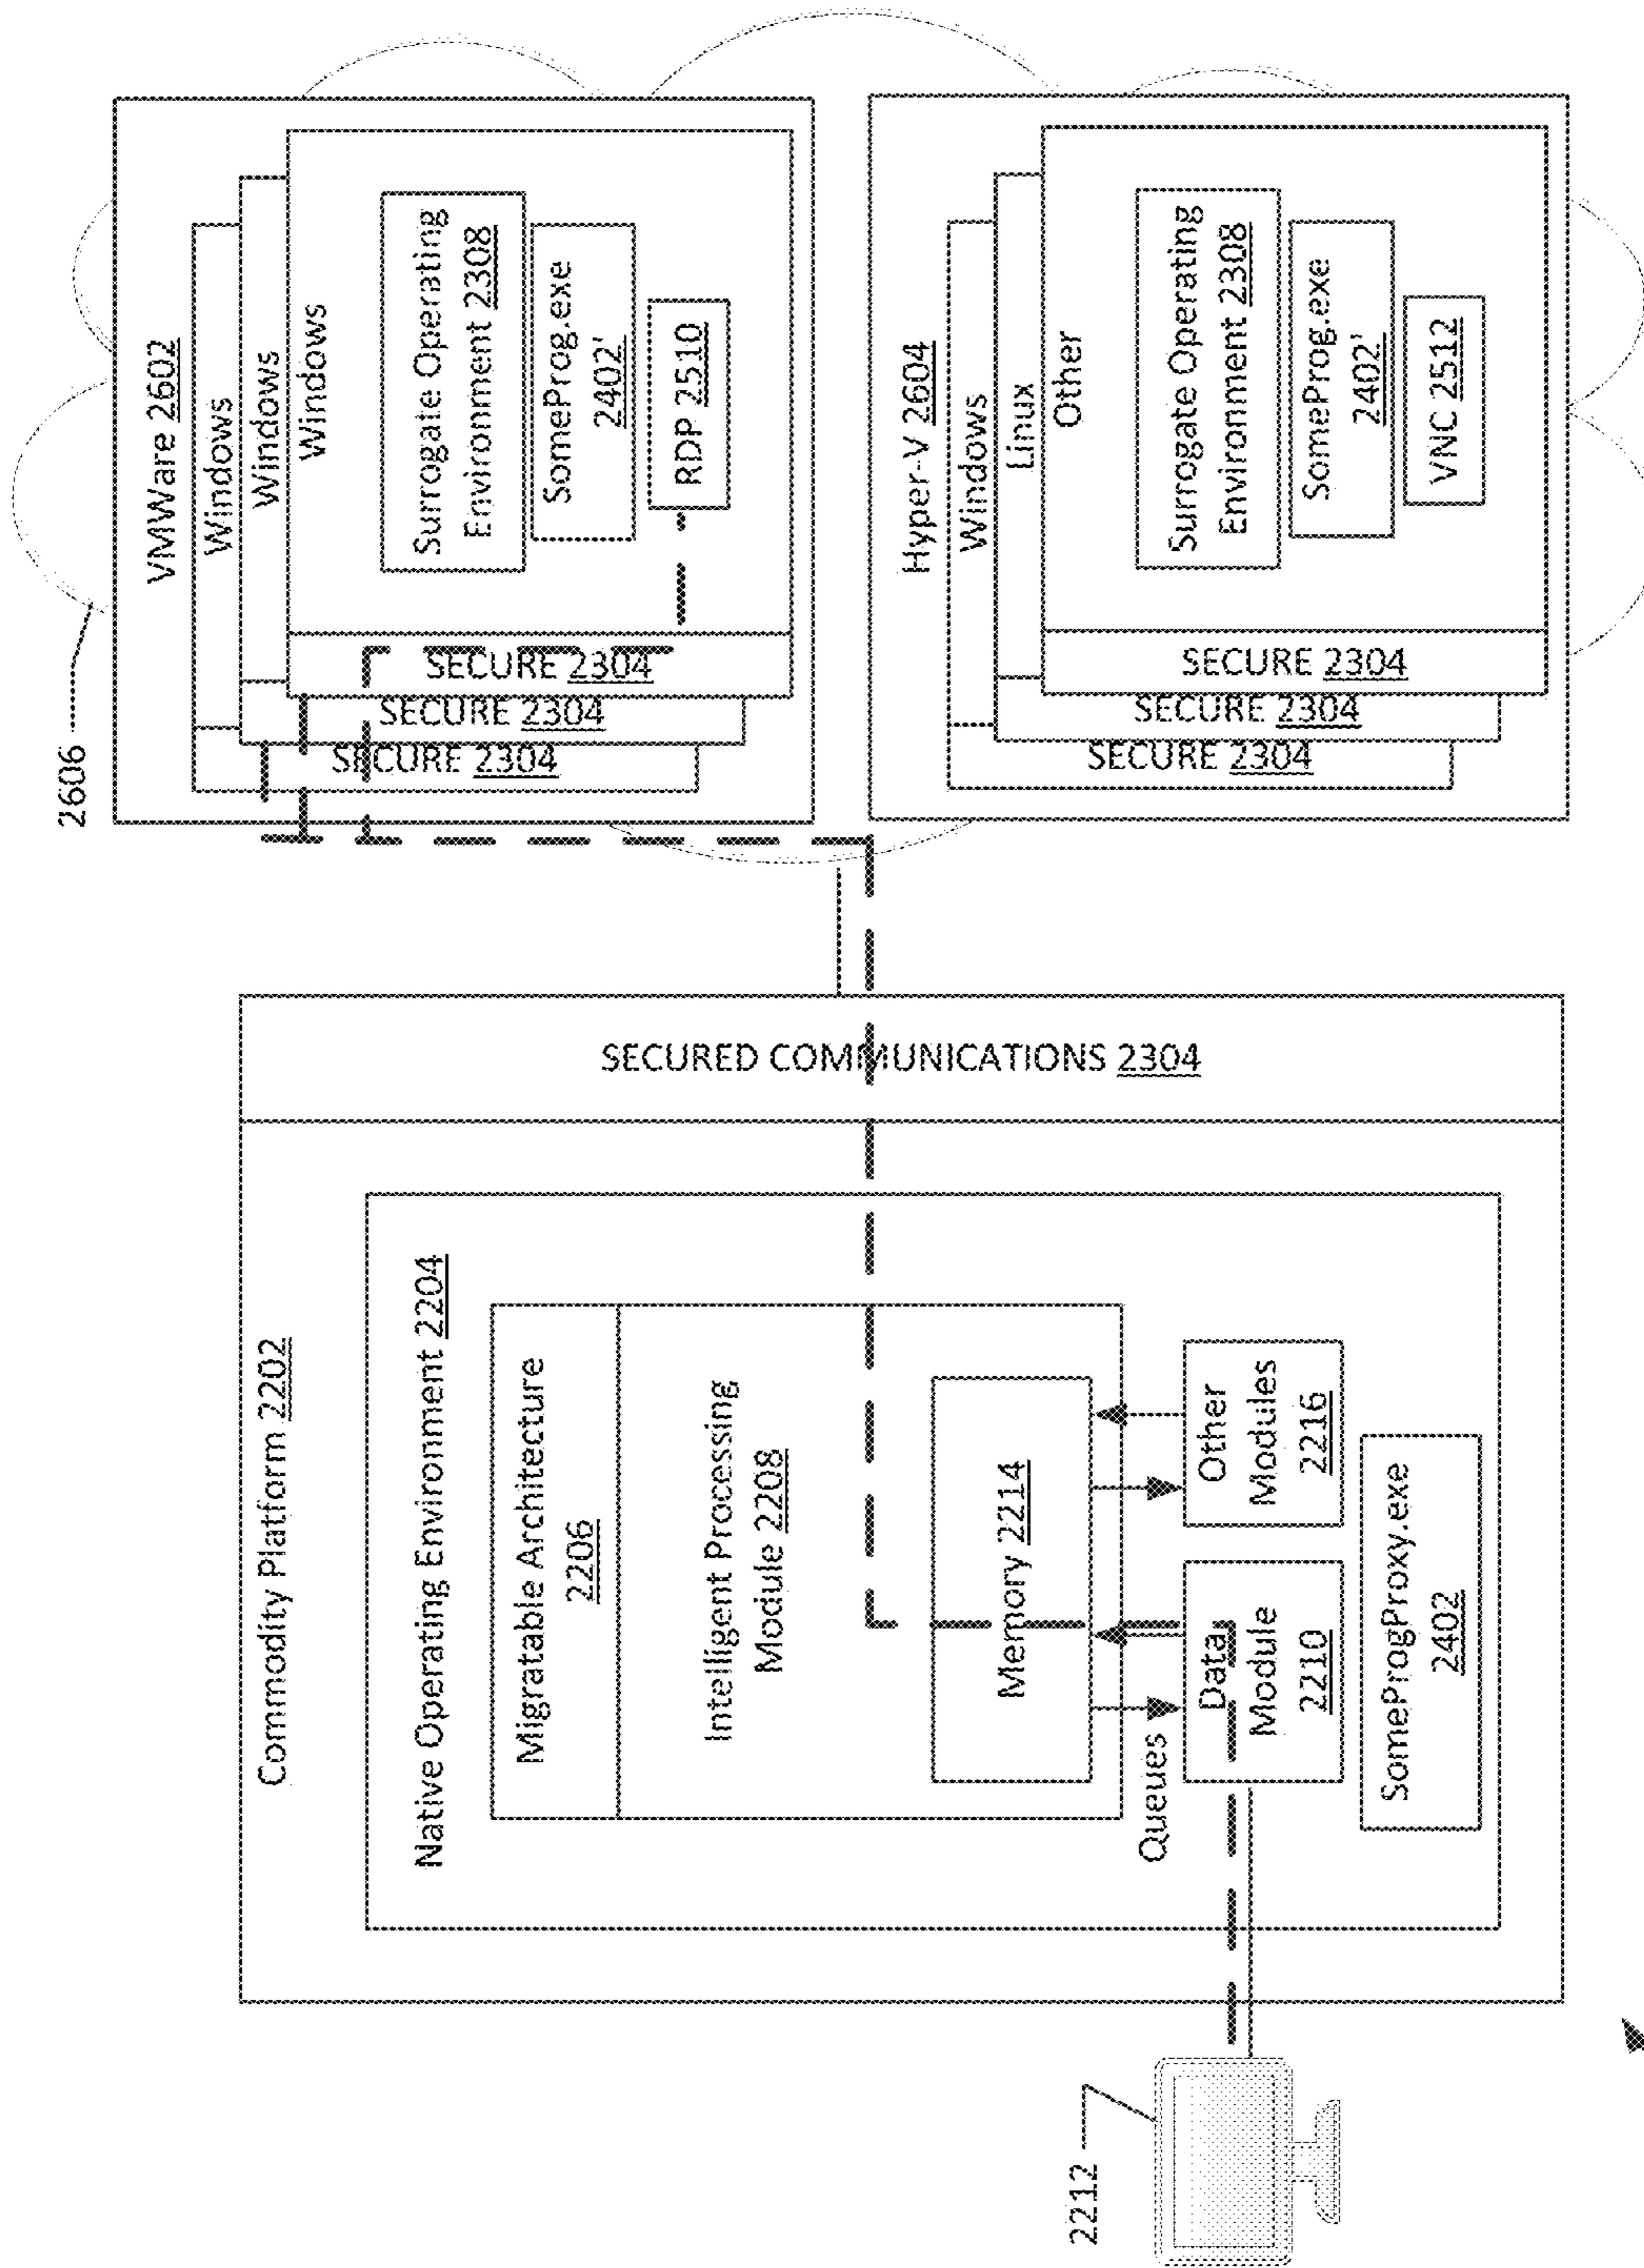 2606
VMWare 2602
Windows
Windows
Windows
Surrogate Operating
Environment 2308
SomeProg.exe
2402'
RDP 2510
SECURE 2304
SECURE 2304
SECURE 2304
Hyper-V 2604
Windows
Linux
Other
Surrogate Operating
Environment 2308
SomeProg.exe
2402'
VNC 2512
SECURE 2304
SECURE 2304
SECURE 2304
SECURED COMMUNICATIONS 2304
Commodity Platform 2202
Native Operating Environment 2204
Migratable Architecture
2206
Intelligent Processing
Module 2208
Memory 2214
Queues
Data
Module
2210
Other
Modules
2216
SomeProgProxy.exe
2402
2212